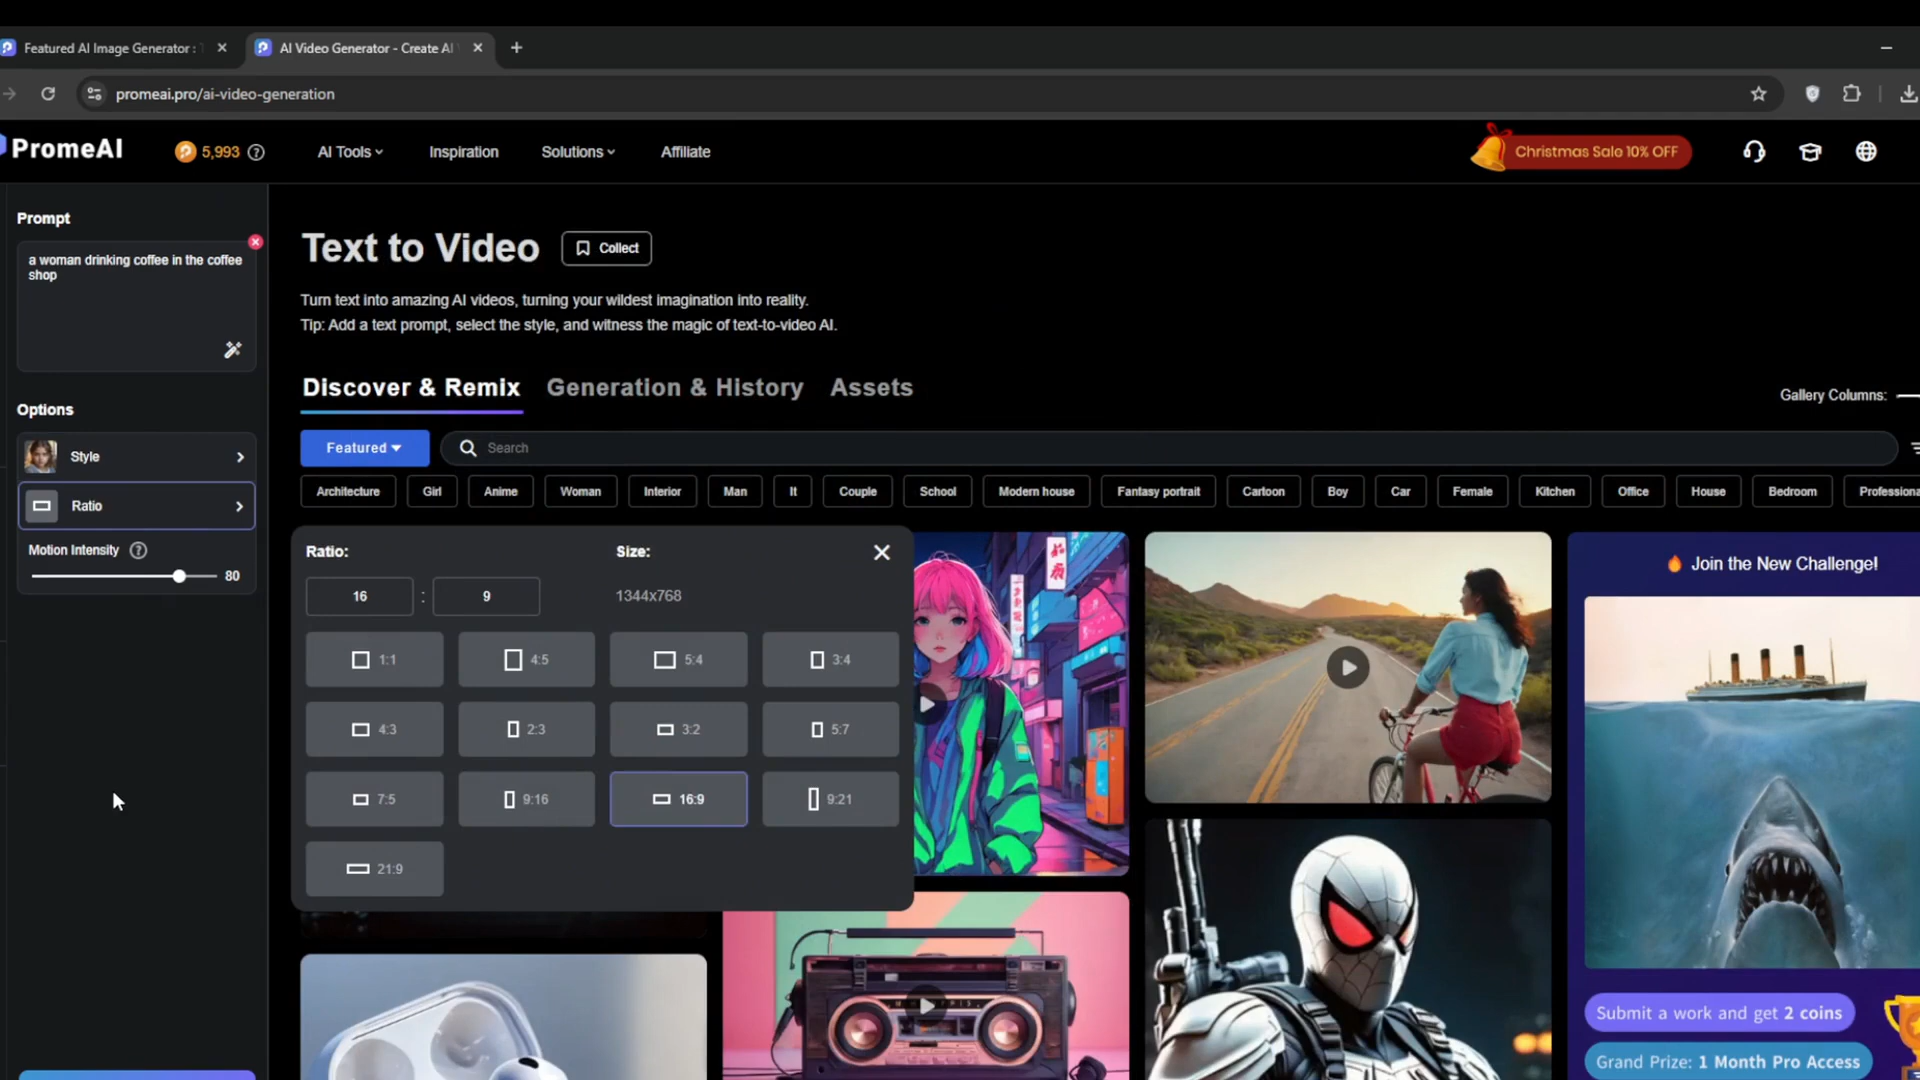 Featured AI Image Generator :
AI Video Generator - Create AI
promeai.pro/ai-video-generation
PromeAI
5,993
AI Tools
Inspiration
Solutions
Affiliate
Christmas Sale 10% OFF
Prompt
a woman drinking coffee in the coffee
shop
Options
Style
Ratio
Motion Intensity
80
Text to Video
Collect
Turn text into amazing AI videos, turning your wildest imagination into reality.
Tip: Add a text prompt, select the style, and witness the magic of text-to-video AI.
Discover & Remix
Generation & History
Assets
Gallery Columns:
Featured
Search
Architecture
Girl
Anime
Woman
Interior
Man
It
Couple
School
Modern house
Fantasy portrait
Cartoon
Boy
Car
Female
Kitchen
Office
House
Bedroom
Professiona
Ratio:
Size:
16
:
9
1344x768
1:1
4:5
5:4
3:4
4:3
2:3
3:2
5:7
7:5
9:16
16:9
9:21
21:9
Join the New Challenge!
Submit a work and get 2 coins
Grand Prize: 1 Month Pro Access